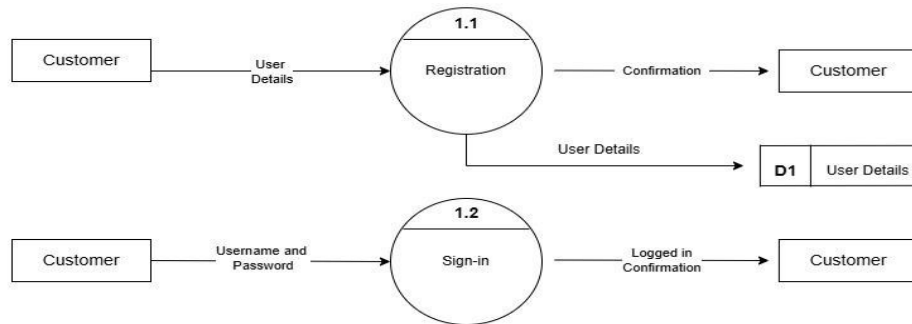 1.1
Customer
User
Details
Registration
Confirmation
Customer
User Details
D1
User Details
1.2
Customer
Username and
Password
Sign-in
Logged in
Confirmation
Customer